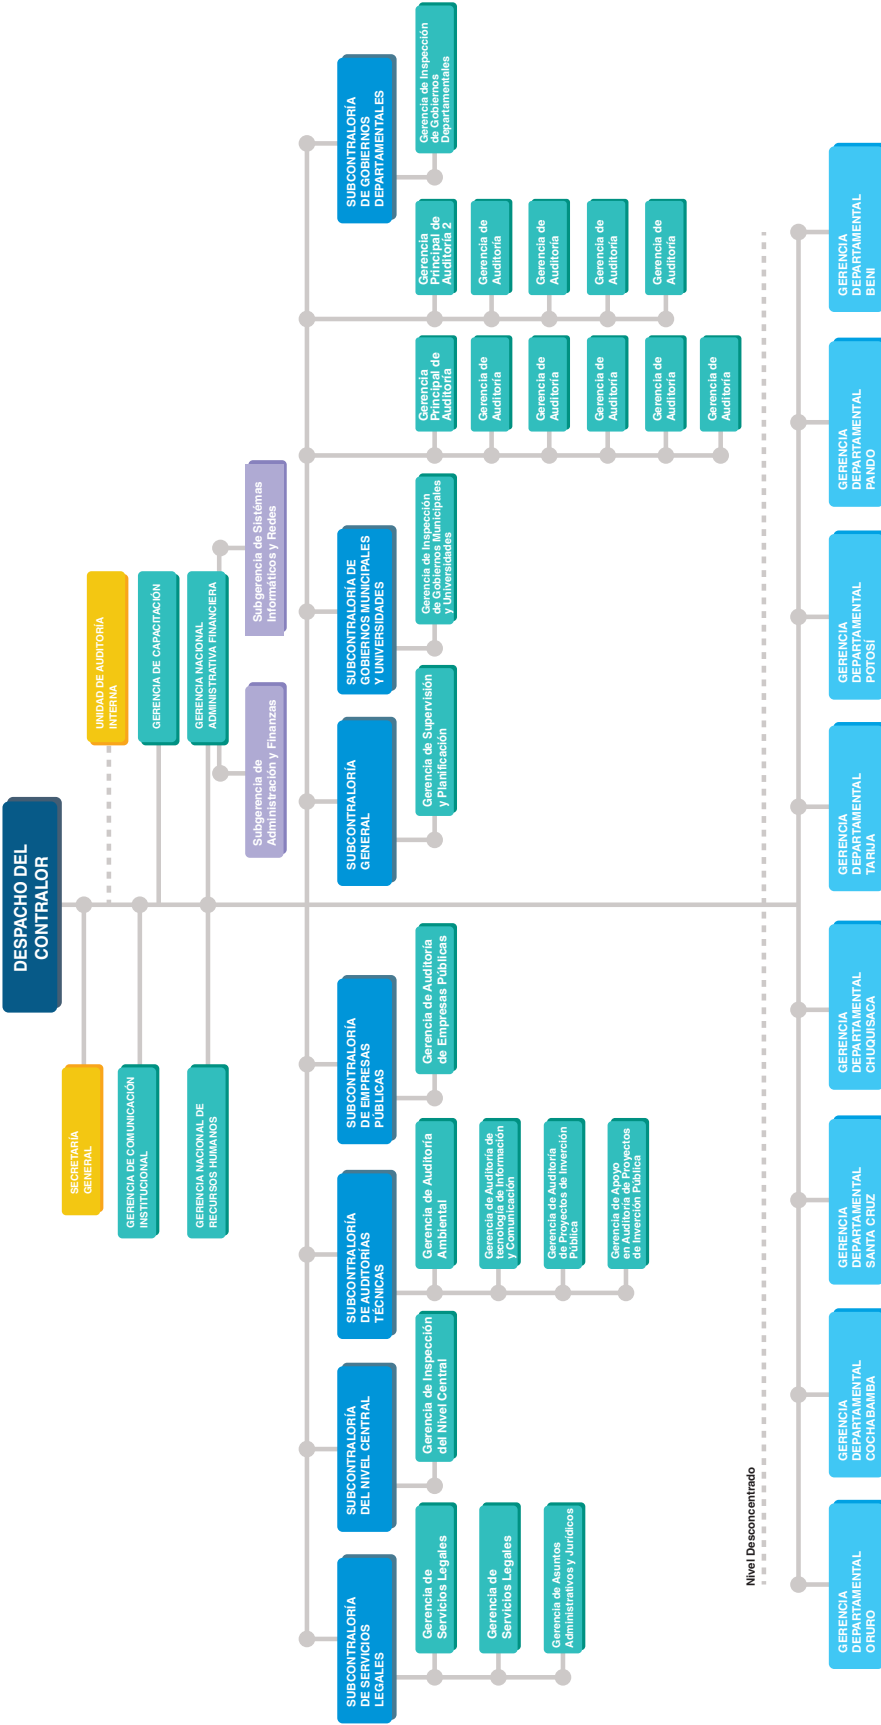 DESPACHO DEL
CONTRALOR
SECRETARÍA
GENERAL
UNIDAD DE AUDITORÍA
INTERNA
GERENCIA DE COMUNICACIÓN
INSTITUCIONAL
GERENCIA DE CAPACITACIÓN
GERENCIA NACIONAL DE
RECURSOS HUMANOS
GERENCIA NACIONAL
ADMINISTRATIVA FINANCIERA
Subgerencia de
Administración y Finanzas
Subgerencia de Sistémas
Informáticos y Redes
SUBCONTRALORÍA
DE SERVICIOS
LEGALES
Gerencia de
Servicios Legales
Gerencia de
Servicios Legales
Gerencia de Asuntos
Administrativos y Jurídicos
SUBCONTRALORÍA
DEL NIVEL CENTRAL
Gerencia de Inspección
del Nivel Central
SUBCONTRALORÍA
DE AUDITORÍAS
TÉCNICAS
Gerencia de Auditoría
Ambiental
Gerencia de Auditoría de
tecnología de Información
y Comunicación
Gerencia de Auditoría
de Proyectos de Inverción
Pública
Gerencia de Apoyo
en Auditoría de Proyectos
de Inverción Pública
SUBCONTRALORÍA
DE EMPRESAS
PÚBLICAS
Gerencia de Auditoría
de Empresas Públicas
SUBCONTRALORÍA
GENERAL
Gerencia de Supervisión
y Planificación
SUBCONTRALORÍA DE
GOBIERNOS MUNICIPALES
Y UNIVERSIDADES
Gerencia de Inspección
de Gobiernos Municipales
y Universidades
Gerencia
Principal de
Auditoría
Gerencia de
Auditoría
Gerencia de
Auditoría
Gerencia de
Auditoría
Gerencia de
Auditoría
Gerencia de
Auditoría
Gerencia
Principal de
Auditoría 2
Gerencia de
Auditoría
Gerencia de
Auditoría
Gerencia de
Auditoría
Gerencia de
Auditoría
SUBCONTRALORÍA
DE GOBIERNOS
DEPARTAMENTALES
Gerencia de Inspección
de Gobiernos
Departamentales
Nivel Desconcentrado
GERENCIA
DEPARTAMENTAL
ORURO
GERENCIA
DEPARTAMENTAL
COCHABAMBA
GERENCIA
DEPARTAMENTAL
SANTA CRUZ
GERENCIA
DEPARTAMENTAL
CHUQUISACA
GERENCIA
DEPARTAMENTAL
TARIJA
GERENCIA
DEPARTAMENTAL
POTOSÍ
GERENCIA
DEPARTAMENTAL
PANDO
GERENCIA
DEPARTAMENTAL
BENI